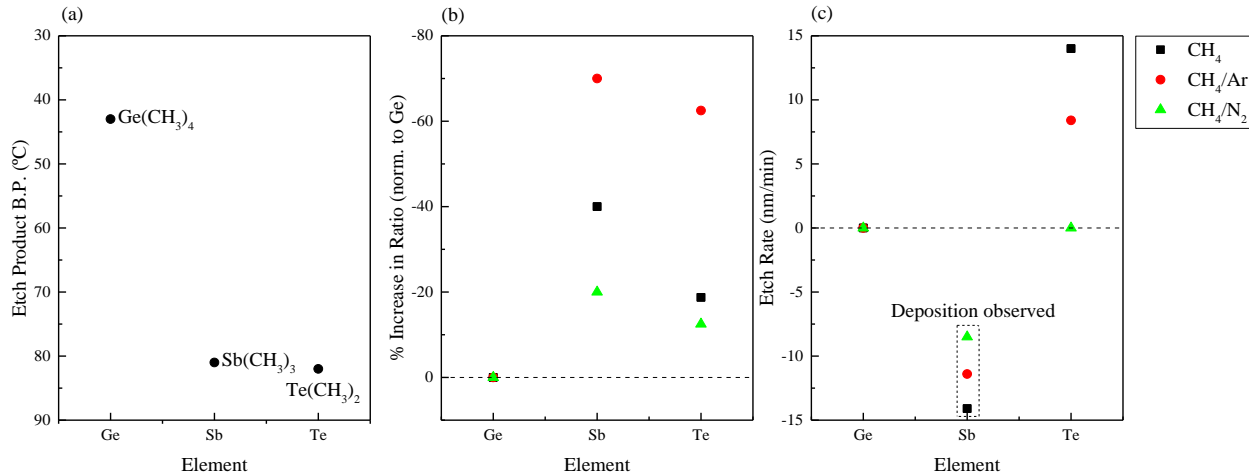 (a)
Etch Product B.P. (ºC)
30
40
50
60
70
80
90
Ge(CH₃)₄
Sb(CH₃)₃
Te(CH₃)₂
Ge
Sb
Te
Element
(b)
% Increase in Ratio (norm. to Ge)
-80
-60
-40
-20
0
Ge
Sb
Te
Element
(c)
Etch Rate (nm/min)
15
10
5
0
-5
-10
-15
Deposition observed
Ge
Sb
Te
Element
CH₄
CH₄/Ar
CH₄/N₂